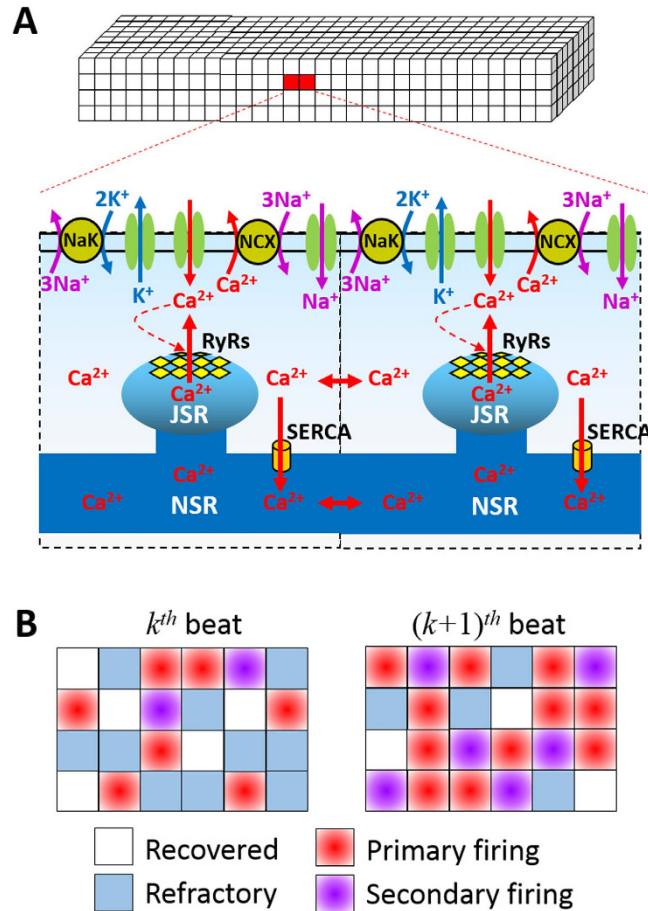 A
3Na⁺
2K⁺
NaK
K⁺
Ca²⁺
NCX
Ca²⁺
3Na⁺
Na⁺
3Na⁺
2K⁺
NaK
K⁺
Ca²⁺
NCX
Ca²⁺
3Na⁺
Na⁺
RyRs
RyRs
Ca²⁺
Ca²⁺
Ca²⁺
Ca²⁺
Ca²⁺
Ca²⁺
JSR
JSR
SERCA
SERCA
Ca²⁺
Ca²⁺
Ca²⁺
Ca²⁺
Ca²⁺
Ca²⁺
NSR
NSR
B
kᵗʰ beat
(k+1)ᵗʰ beat
Recovered
Primary firing
Refractory
Secondary firing